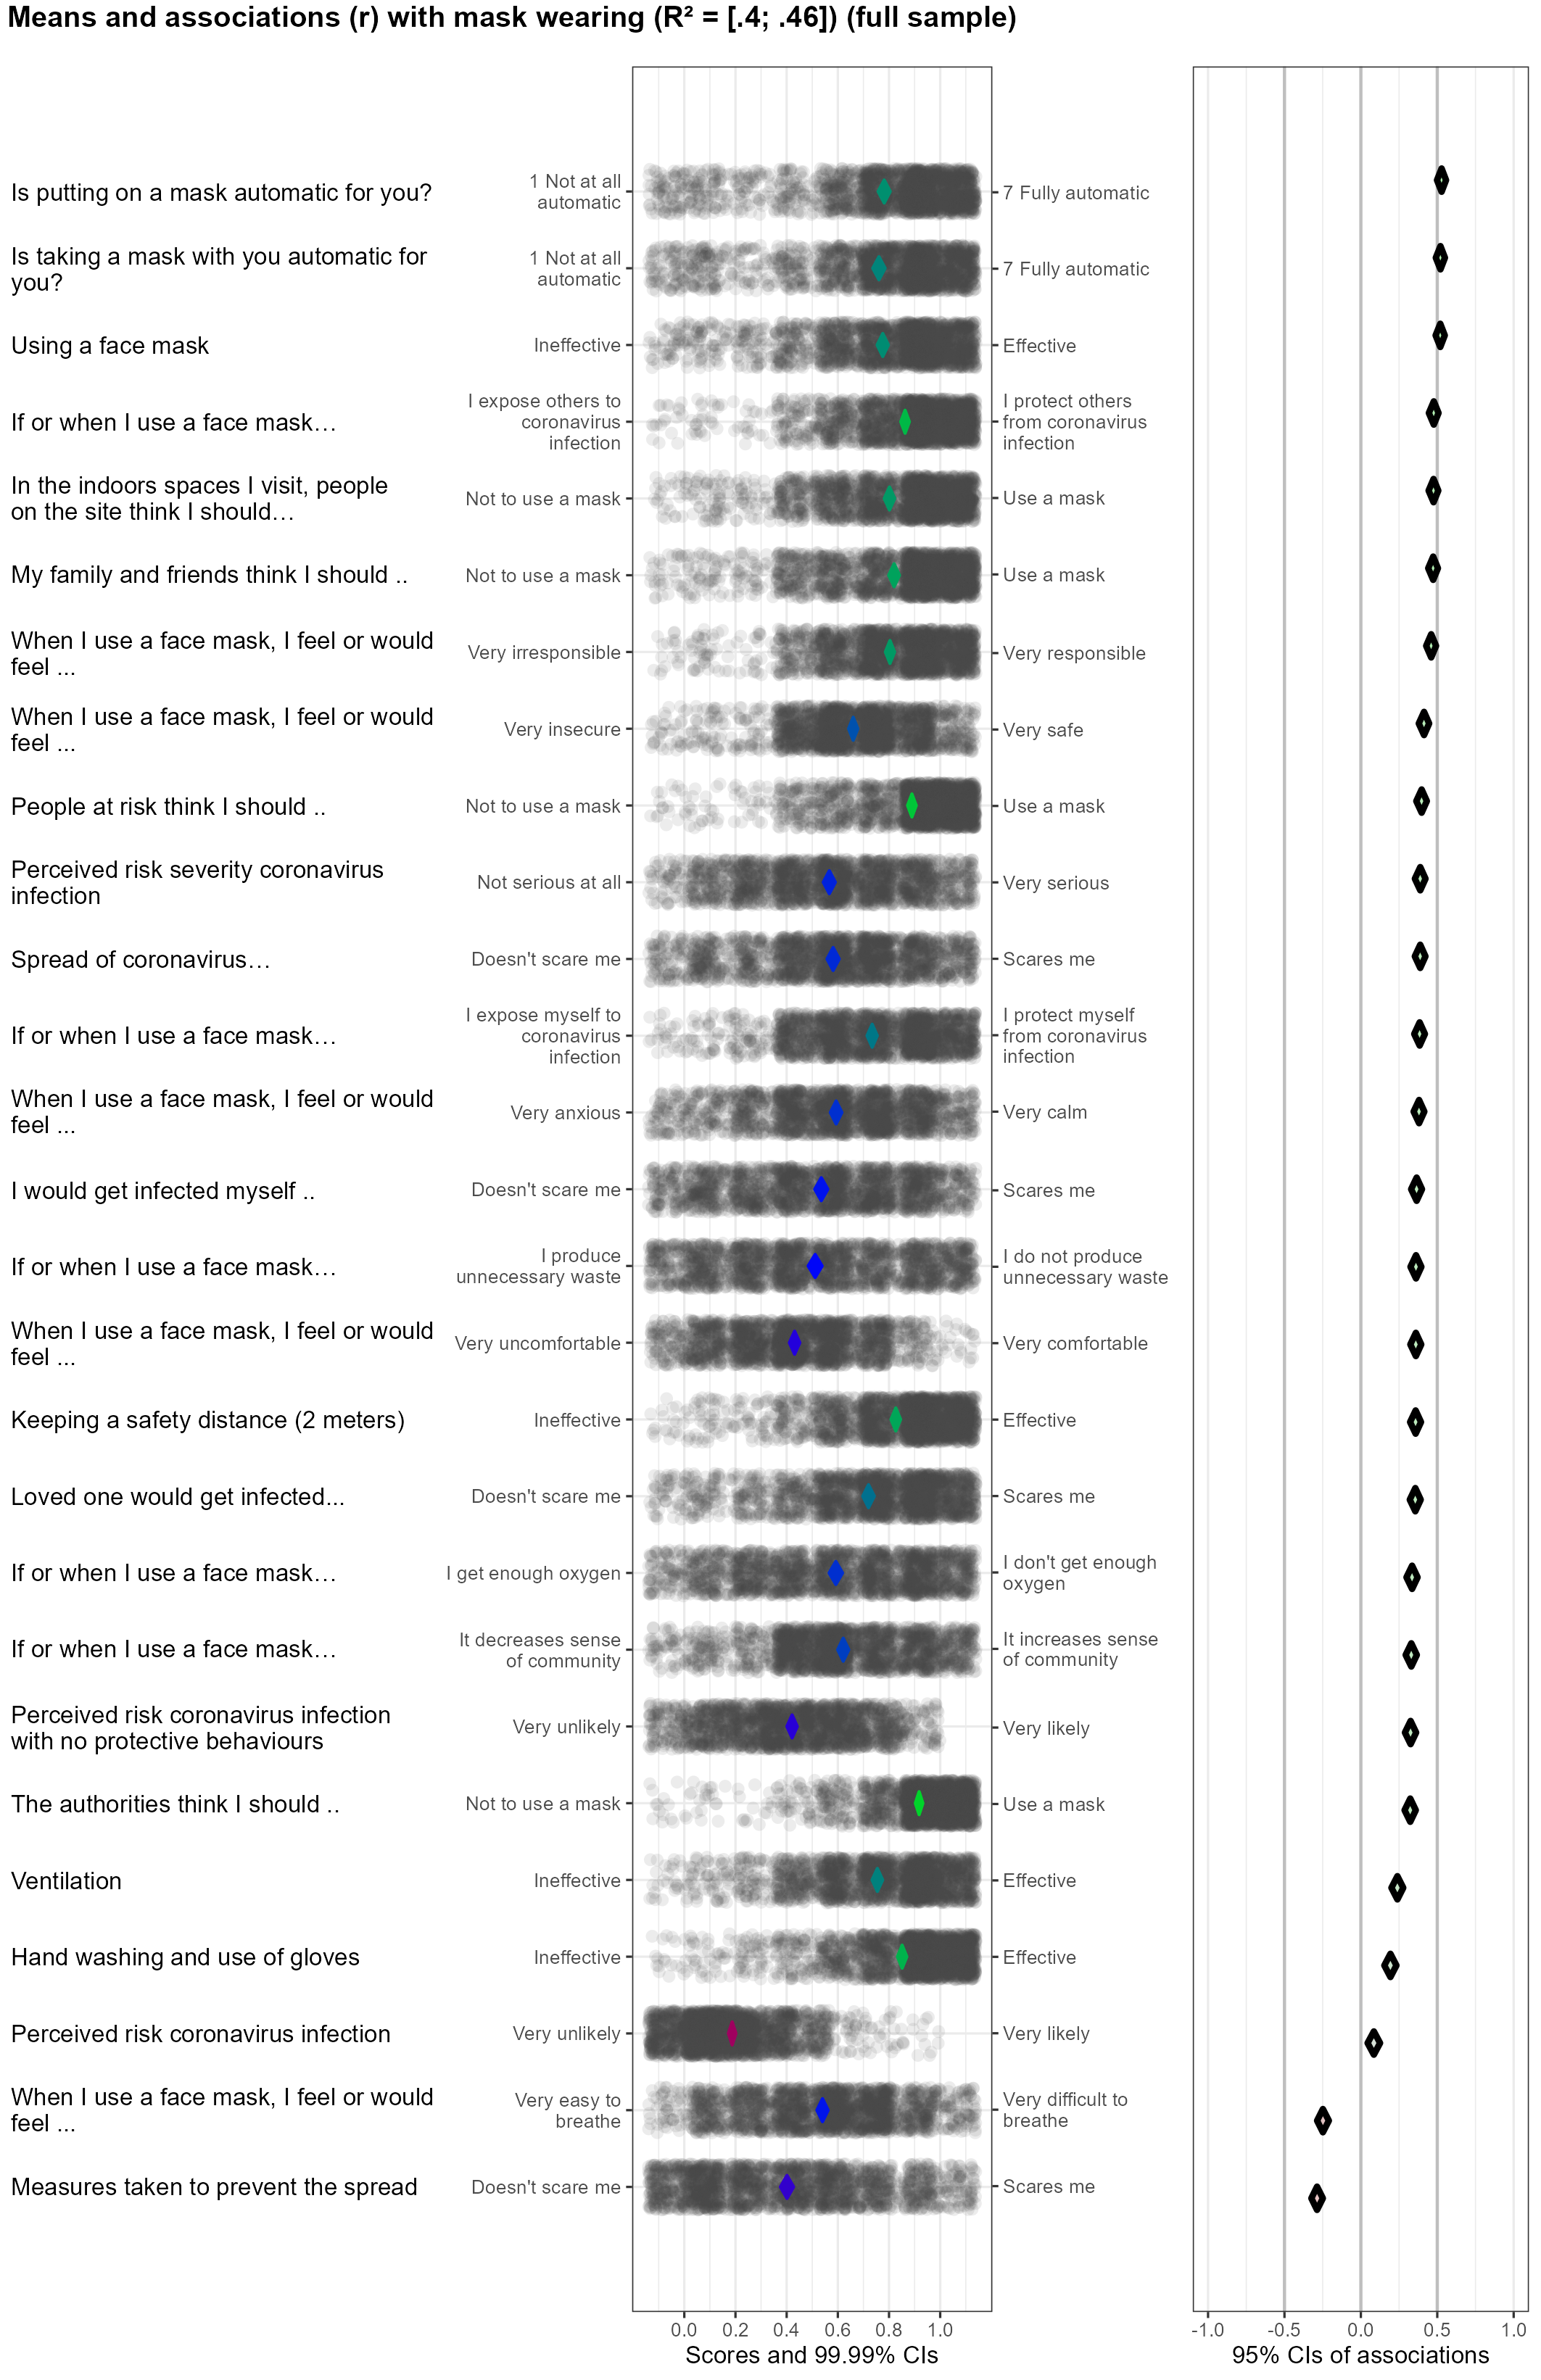 Means and associations (r) with mask wearing (R² = [.4; .46]) (full sample)
Is putting on a mask automatic for you?
1 Not at all
automatic
7 Fully automatic
Is taking a mask with you automatic for
you?
1 Not at all
automatic
7 Fully automatic
Using a face mask
Ineffective
Effective
If or when I use a face mask…
I expose others to
coronavirus
infection
I protect others
from coronavirus
infection
In the indoors spaces I visit, people
on the site think I should…
Not to use a mask
Use a mask
My family and friends think I should ..
Not to use a mask
Use a mask
When I use a face mask, I feel or would
feel ...
Very irresponsible
Very responsible
When I use a face mask, I feel or would
feel ...
Very insecure
Very safe
People at risk think I should ..
Not to use a mask
Use a mask
Perceived risk severity coronavirus
infection
Not serious at all
Very serious
Spread of coronavirus…
Doesn't scare me
Scares me
If or when I use a face mask…
I expose myself to
coronavirus
infection
I protect myself
from coronavirus
infection
When I use a face mask, I feel or would
feel ...
Very anxious
Very calm
I would get infected myself ..
Doesn't scare me
Scares me
If or when I use a face mask…
I produce
unnecessary waste
I do not produce
unnecessary waste
When I use a face mask, I feel or would
feel ...
Very uncomfortable
Very comfortable
Keeping a safety distance (2 meters)
Ineffective
Effective
Loved one would get infected...
Doesn't scare me
Scares me
If or when I use a face mask…
I get enough oxygen
I don't get enough
oxygen
If or when I use a face mask…
It decreases sense
of community
It increases sense
of community
Perceived risk coronavirus infection
with no protective behaviours
Very unlikely
Very likely
The authorities think I should ..
Not to use a mask
Use a mask
Ventilation
Ineffective
Effective
Hand washing and use of gloves
Ineffective
Effective
Perceived risk coronavirus infection
Very unlikely
Very likely
When I use a face mask, I feel or would
feel ...
Very easy to
breathe
Very difficult to
breathe
Measures taken to prevent the spread
Doesn't scare me
Scares me
0.0 0.2 0.4 0.6 0.8 1.0
Scores and 99.99% CIs
-1.0 -0.5 0.0 0.5 1.0
95% CIs of associations